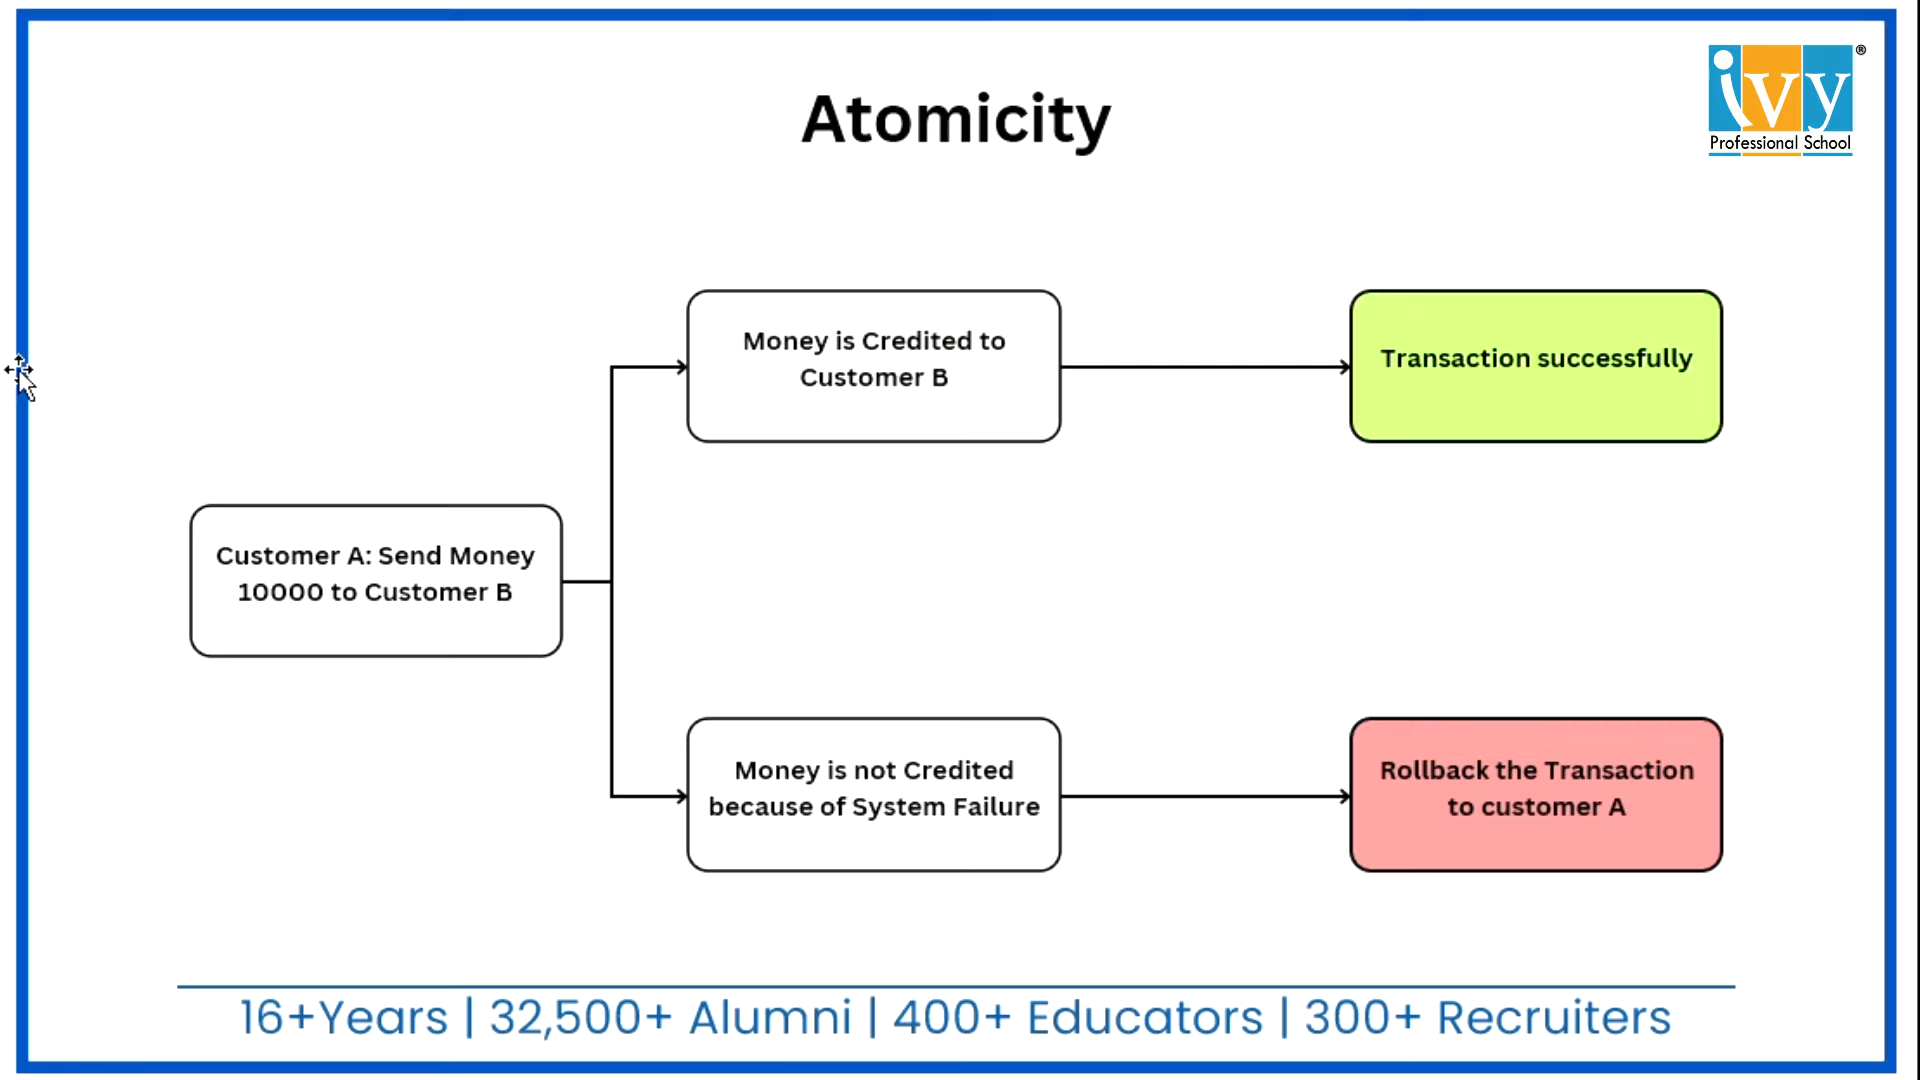 Atomicity
ivy®
Professional School
Money is Credited to
Customer B
Transaction successfully
Customer A: Send Money
10000 to Customer B
Money is not Credited
because of System Failure
Rollback the Transaction
to customer A
16+Years | 32,500+ Alumni | 400+ Educators | 300+ Recruiters